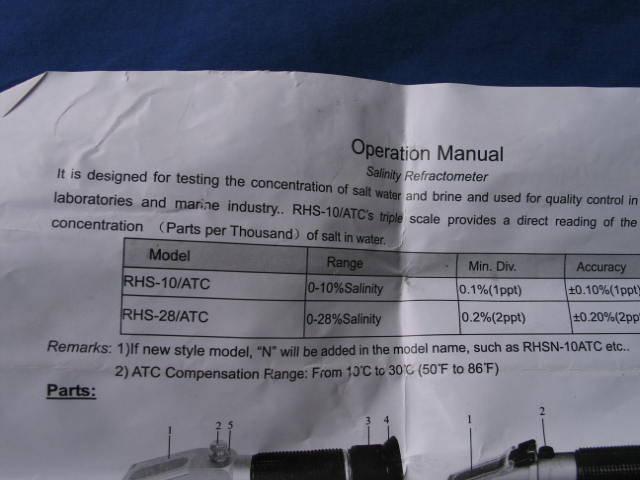 Operation Manual
Salinity Refractometer
It is designed for testing the concentration of salt water and brine and used for quality control in
laboratories and marine industry.. RHS-10/ATC's triple scale provides a direct reading of the
concentration （Parts per Thousand）of salt in water.
Model Range Min. Div. Accuracy
RHS-10/ATC 0-10%Salinity 0.1%(1ppt) ±0.10%(1ppt
RHS-28/ATC 0-28%Salinity 0.2%(2ppt) ±0.20%(2pp
Remarks: 1)If new style model, “N” will be added in the model name, such as RHSN-10ATC etc..
2) ATC Compensation Range: From 10℃ to 30℃ (50℉ to 86℉)
Parts:
1 2 5 3 4 1 2